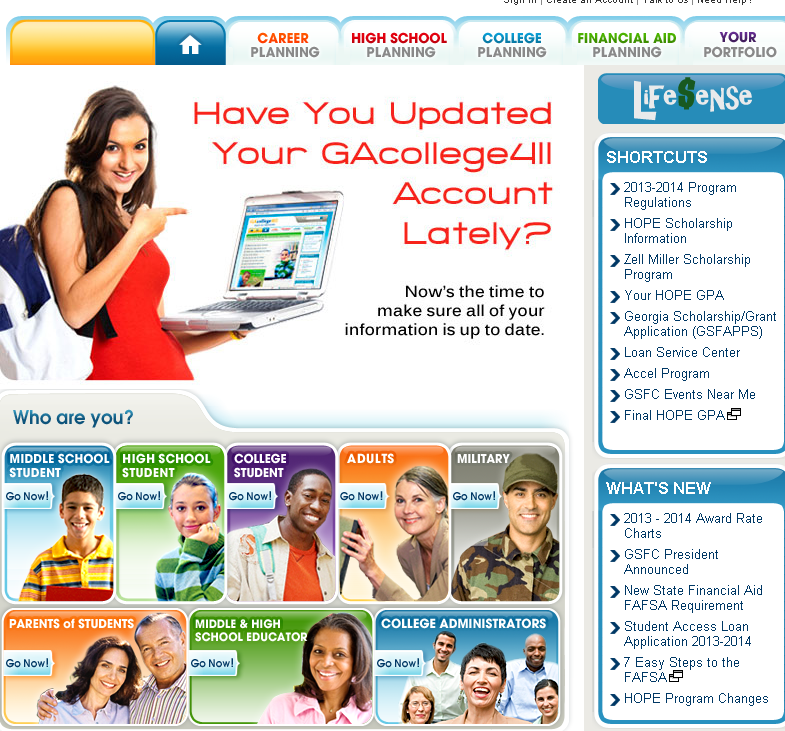 Sign In | Create an Account | Talk to Us | Need Help?
CAREER
PLANNING
HIGH SCHOOL
PLANNING
COLLEGE
PLANNING
FINANCIAL AID
PLANNING
YOUR
PORTFOLIO
Have You Updated
Your GAcollege411
Account
Lately?
Now's the time to
make sure all of your
information is up to date.
LiFe$eNSe
SHORTCUTS
2013-2014 Program
Regulations
HOPE Scholarship
Information
Zell Miller Scholarship
Program
Your HOPE GPA
Georgia Scholarship/Grant
Application (GSFAPPS)
Loan Service Center
Accel Program
GSFC Events Near Me
Final HOPE GPA
Who are you?
MIDDLE SCHOOL
STUDENT
Go Now!
HIGH SCHOOL
STUDENT
Go Now!
COLLEGE
STUDENT
Go Now!
ADULTS
Go Now!
MILITARY
Go Now!
PARENTS of STUDENTS
Go Now!
MIDDLE & HIGH
SCHOOL EDUCATOR
Go Now!
COLLEGE ADMINISTRATORS
Go Now!
WHAT'S NEW
2013 - 2014 Award Rate
Charts
GSFC President
Announced
New State Financial Aid
FAFSA Requirement
Student Access Loan
Application 2013-2014
7 Easy Steps to the
FAFSA
HOPE Program Changes